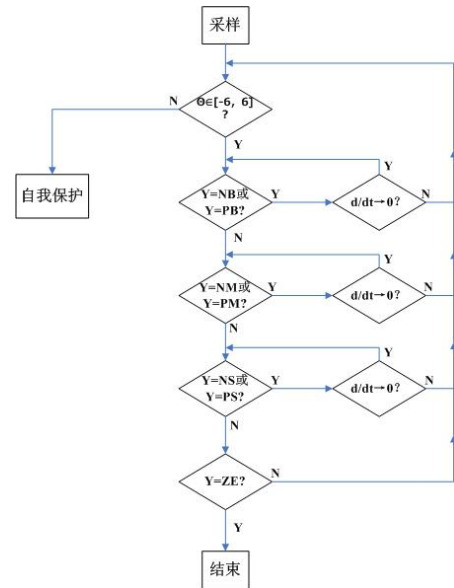 采样
N
Θ∈[-6，6]
?
Y
自我保护
Y
Y=NB或
Y=PB?
Y
d/dt→0?
N
N
Y
Y=NM或
Y=PM?
Y
d/dt→0?
N
N
Y
Y=NS或
Y=PS?
Y
d/dt→0?
N
N
Y=ZE?
N
Y
结束